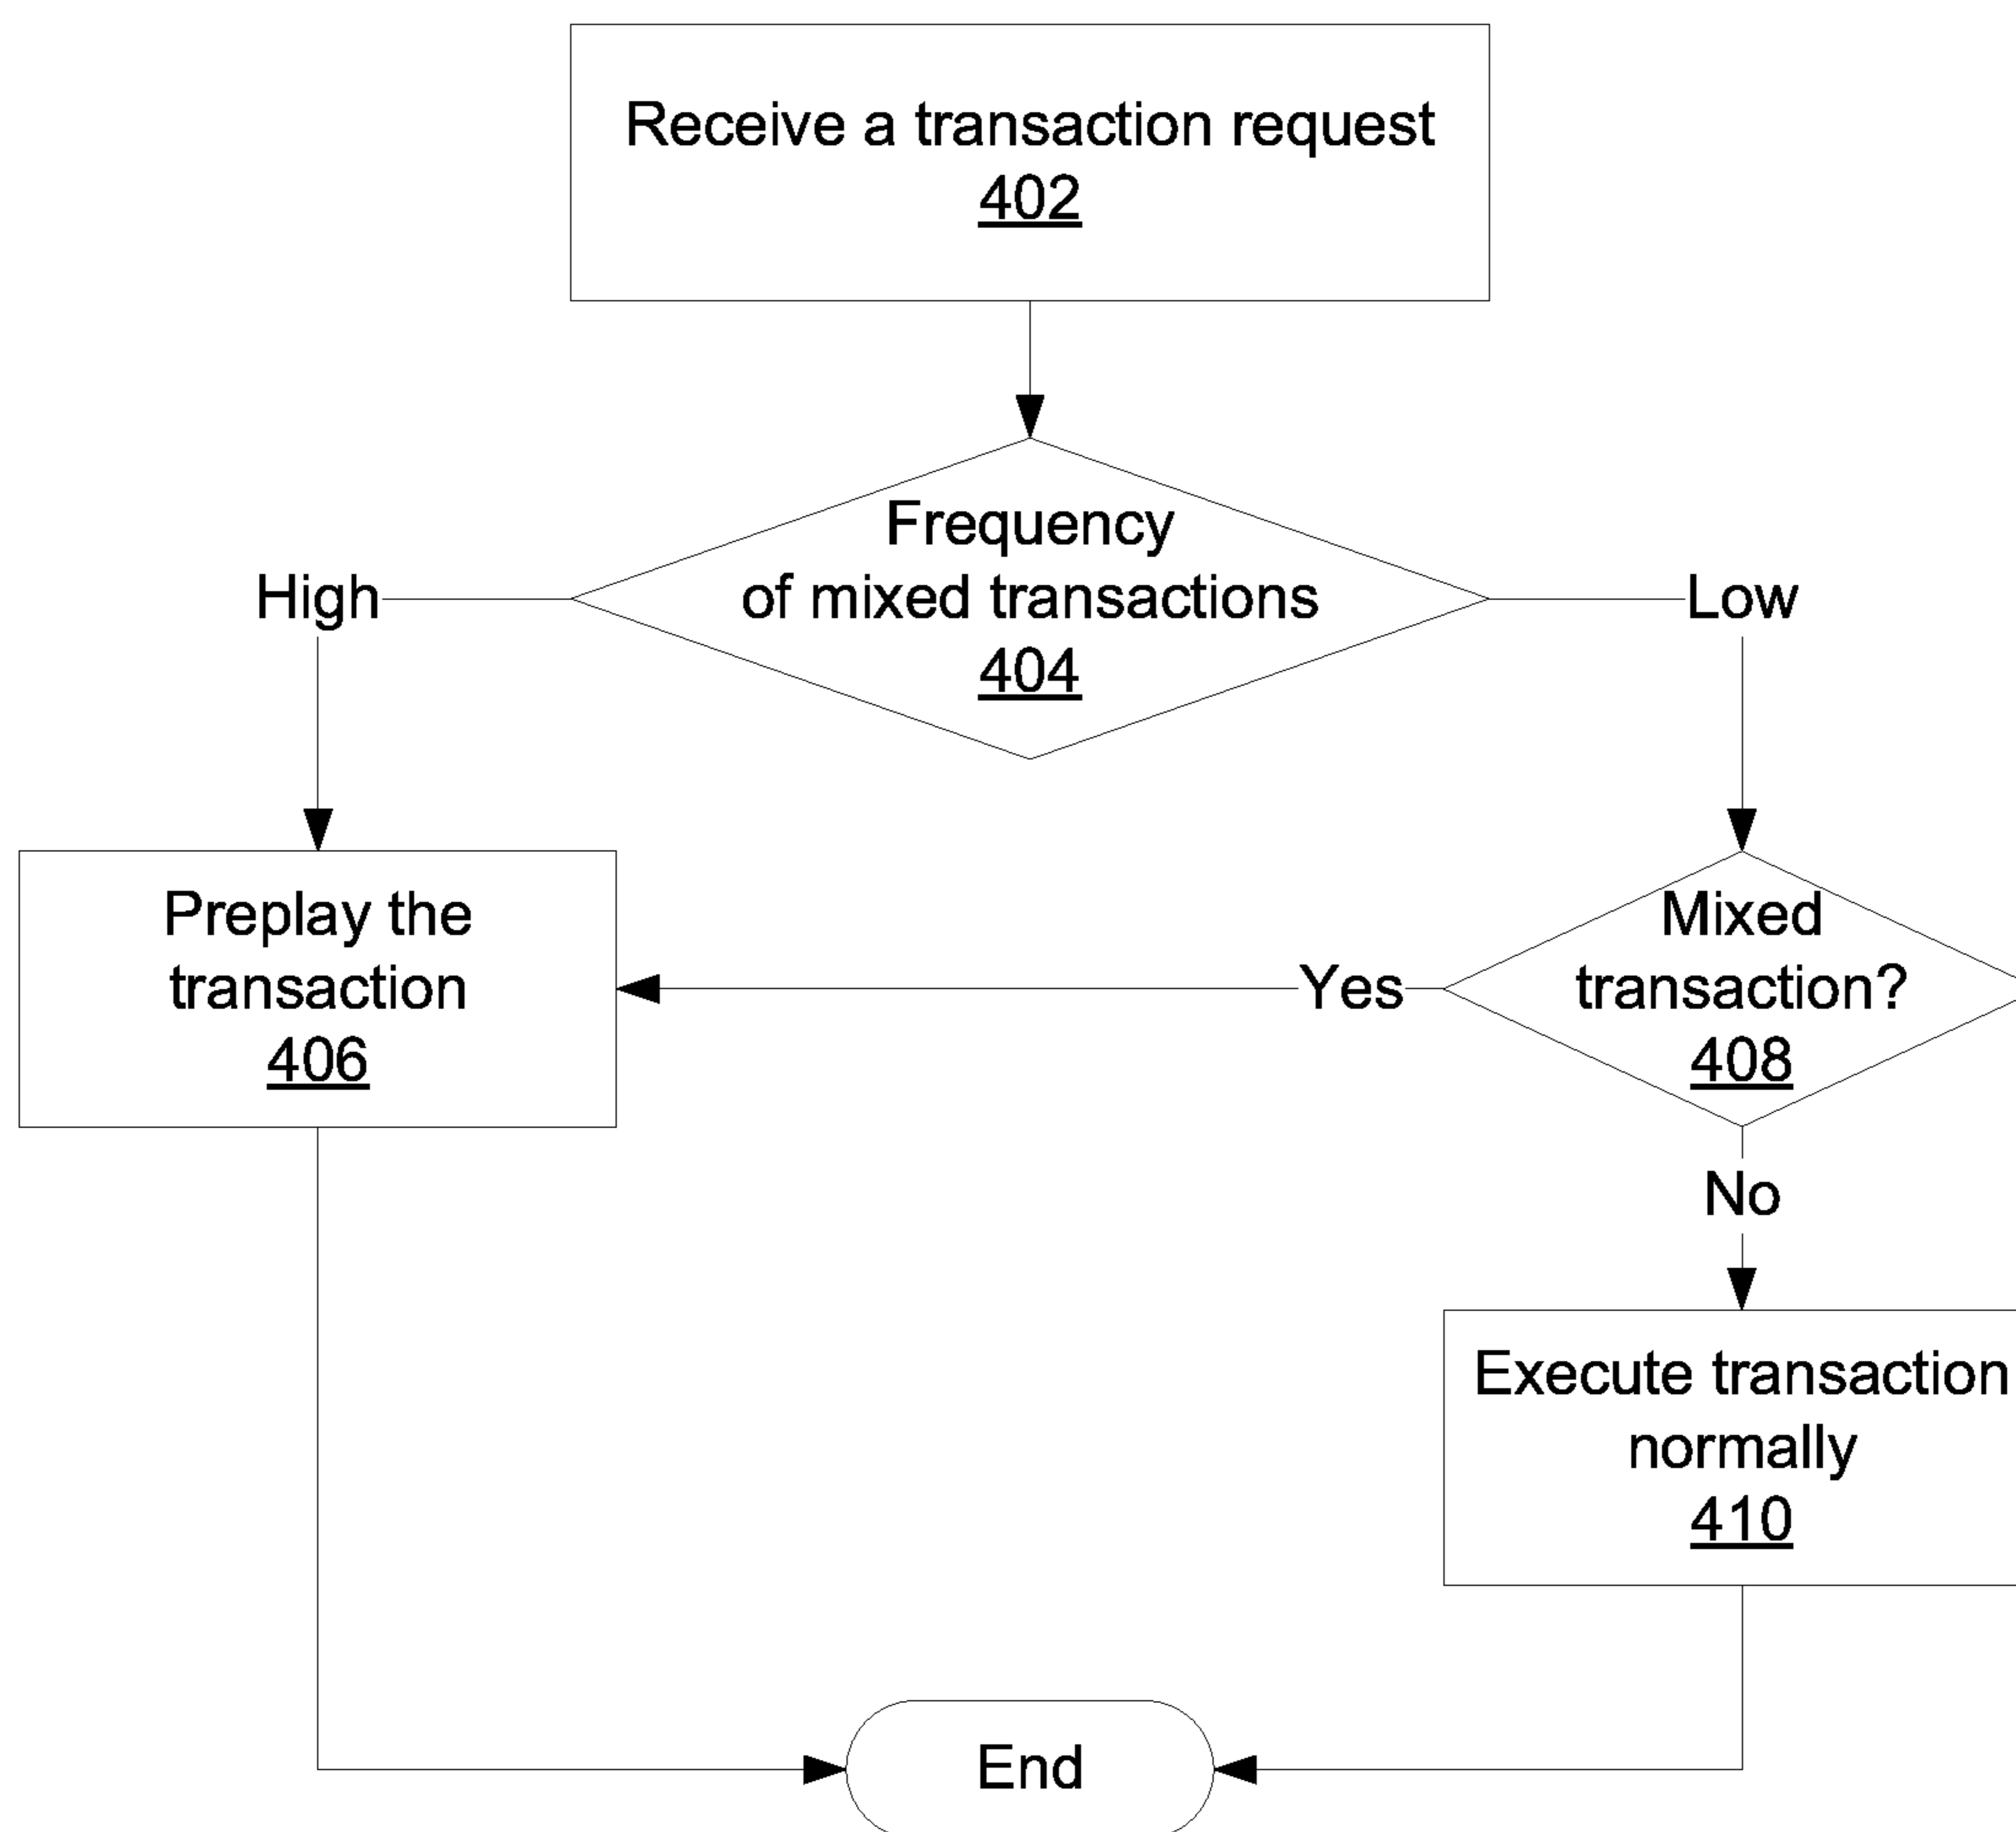 Receive a transaction request
402
Frequency
of mixed transactions
404
High
Low
Preplay the
transaction
406
Yes
Mixed
transaction?
408
No
Execute transaction
normally
410
End